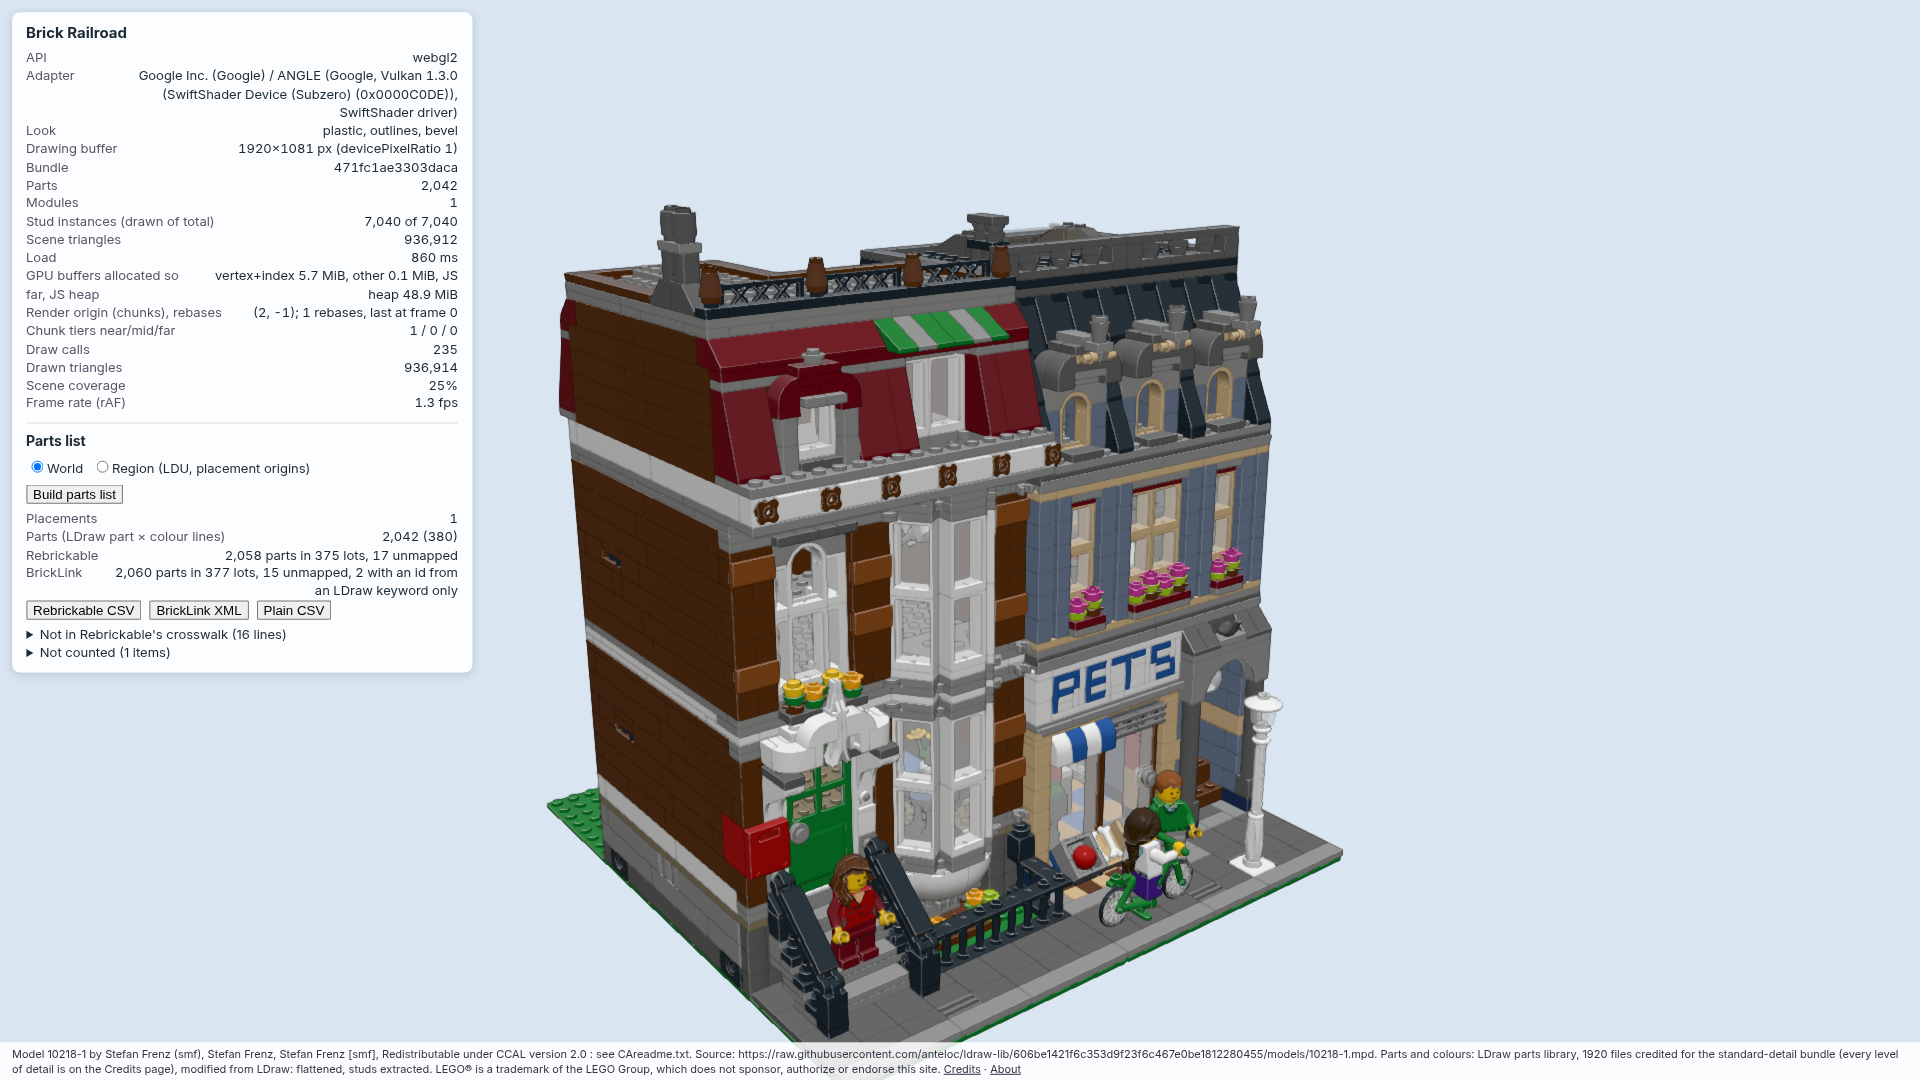 Brick Railroad
API webgl2
Adapter Google Inc. (Google) / ANGLE (Google, Vulkan 1.3.0
(SwiftShader Device (Subzero) (0x0000C0DE)),
SwiftShader driver)
Look plastic, outlines, bevel
Drawing buffer 1920×1081 px (devicePixelRatio 1)
Bundle 471fc1ae3303daca
Parts 2,042
Modules 1
Stud instances (drawn of total) 7,040 of 7,040
Scene triangles 936,912
Load 860 ms
GPU buffers allocated so vertex+index 5.7 MiB, other 0.1 MiB, JS
far, JS heap heap 48.9 MiB
Render origin (chunks), rebases (2, -1); 1 rebases, last at frame 0
Chunk tiers near/mid/far 1 / 0 / 0
Draw calls 235
Drawn triangles 936,914
Scene coverage 25%
Frame rate (rAF) 1.3 fps
Parts list
World Region (LDU, placement origins)
Build parts list
Placements 1
Parts (LDraw part × colour lines) 2,042 (380)
Rebrickable 2,058 parts in 375 lots, 17 unmapped
BrickLink 2,060 parts in 377 lots, 15 unmapped, 2 with an id from
an LDraw keyword only
Rebrickable CSV BrickLink XML Plain CSV
Not in Rebrickable's crosswalk (16 lines)
Not counted (1 items)
PETS
Model 10218-1 by Stefan Frenz (smf), Stefan Frenz, Stefan Frenz [smf], Redistributable under CCAL version 2.0 : see CAreadme.txt. Source: https://raw.githubusercontent.com/anteloc/ldraw-lib/606be1421f6c353d9f23f6c467e0be1812280455/models/10218-1.mpd. Parts and colours: LDraw parts library, 1920 files credited for the standard-detail bundle (every level
of detail is on the Credits page), modified from LDraw: flattened, studs extracted. LEGO® is a trademark of the LEGO Group, which does not sponsor, authorize or endorse this site. Credits · About